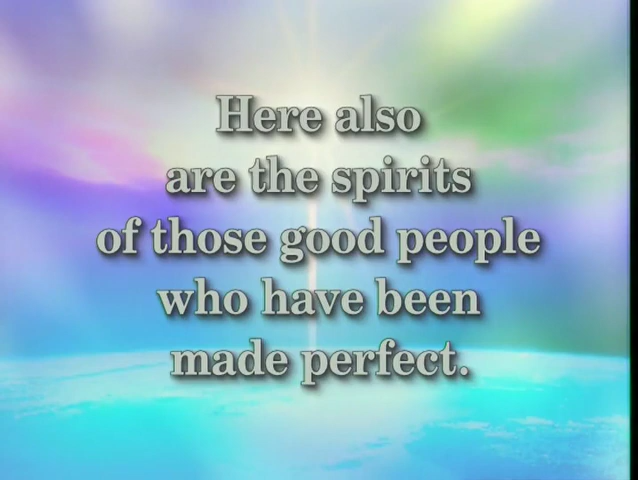 Here also
are the spirits
of those good people
who have been
made perfect.